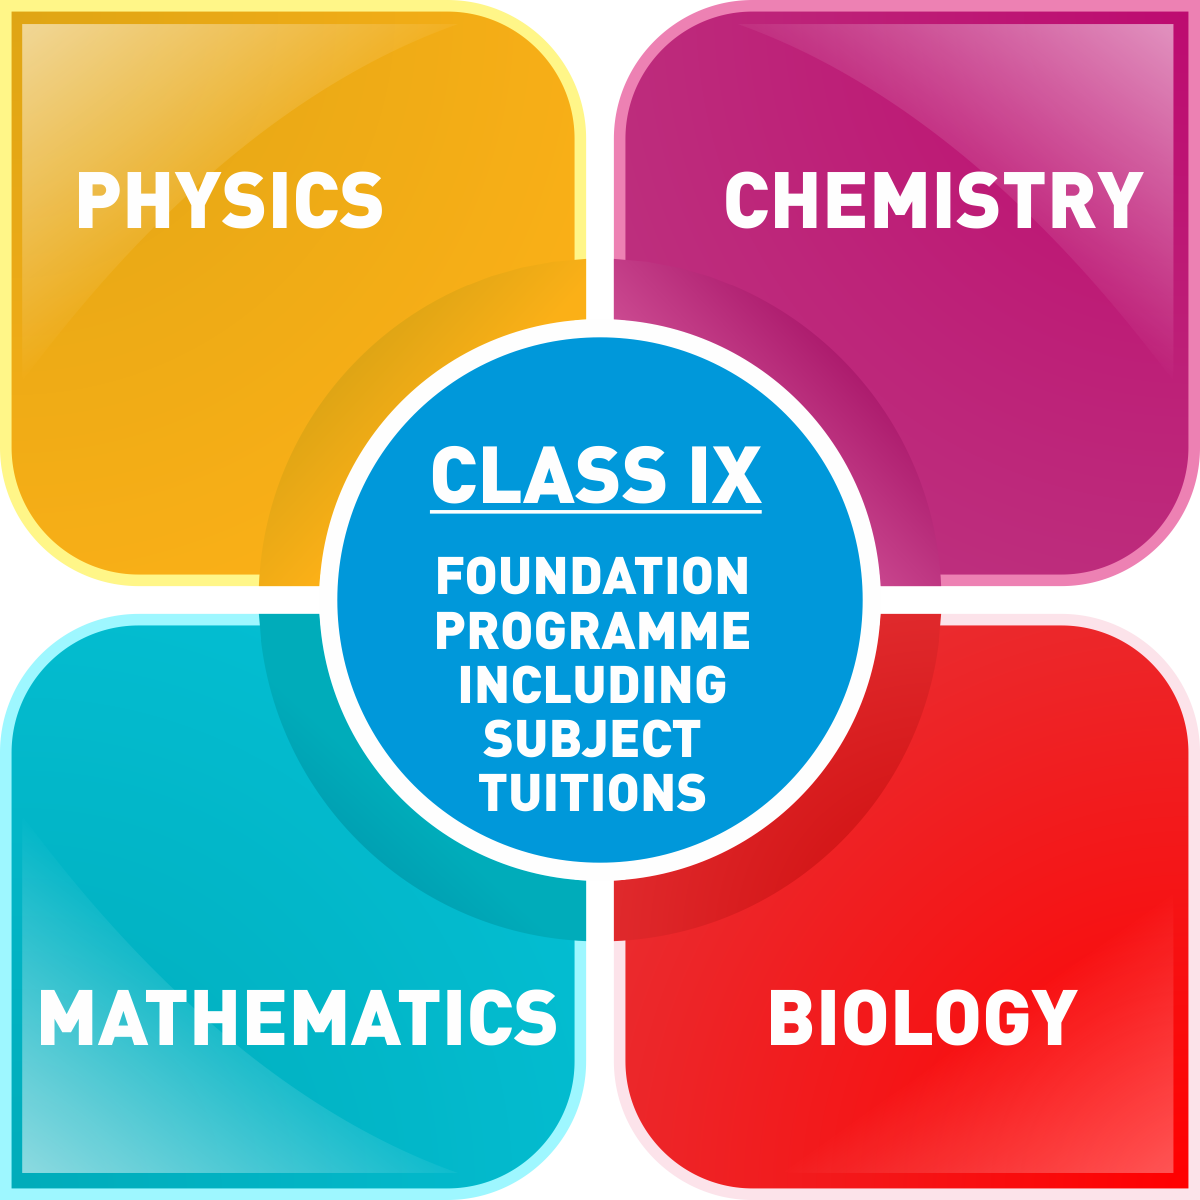 PHYSICS
CHEMISTRY
CLASS IX
FOUNDATION
PROGRAMME
INCLUDING
SUBJECT
TUITIONS
MATHEMATICS
BIOLOGY